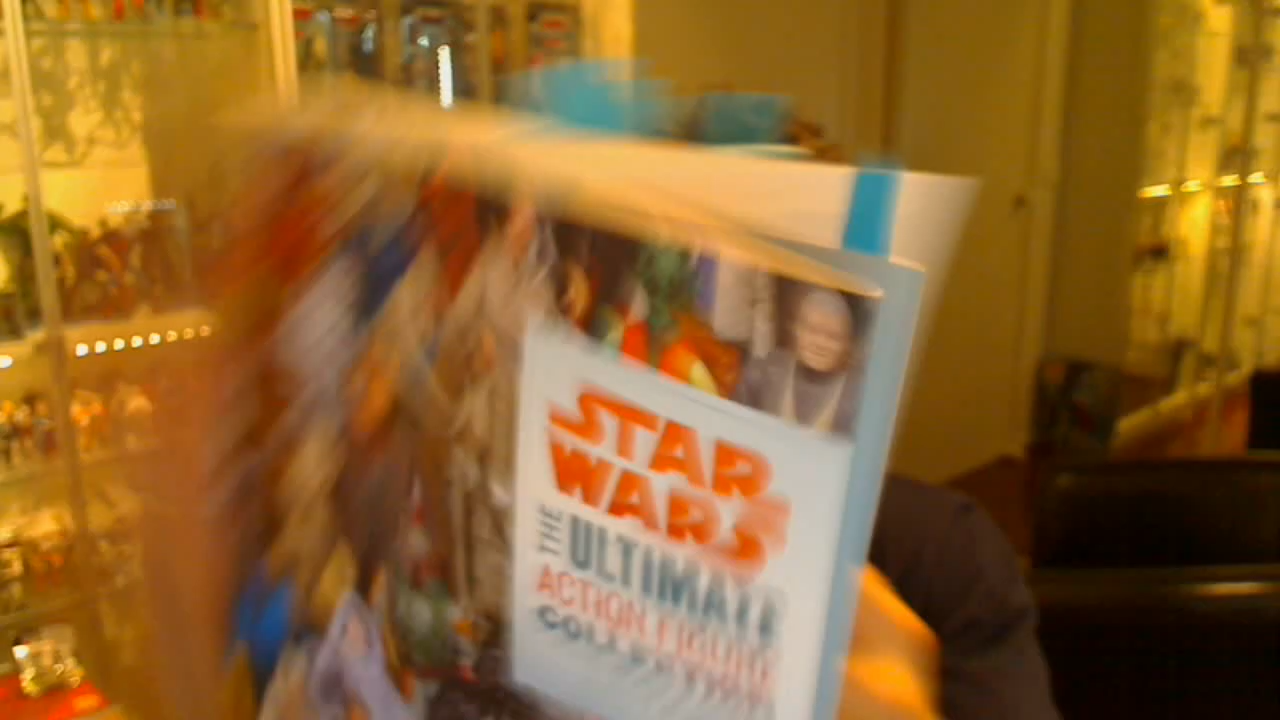 STAR
WARS
THE
ULTIMATE
ACTION FIGURE
COLLECTION